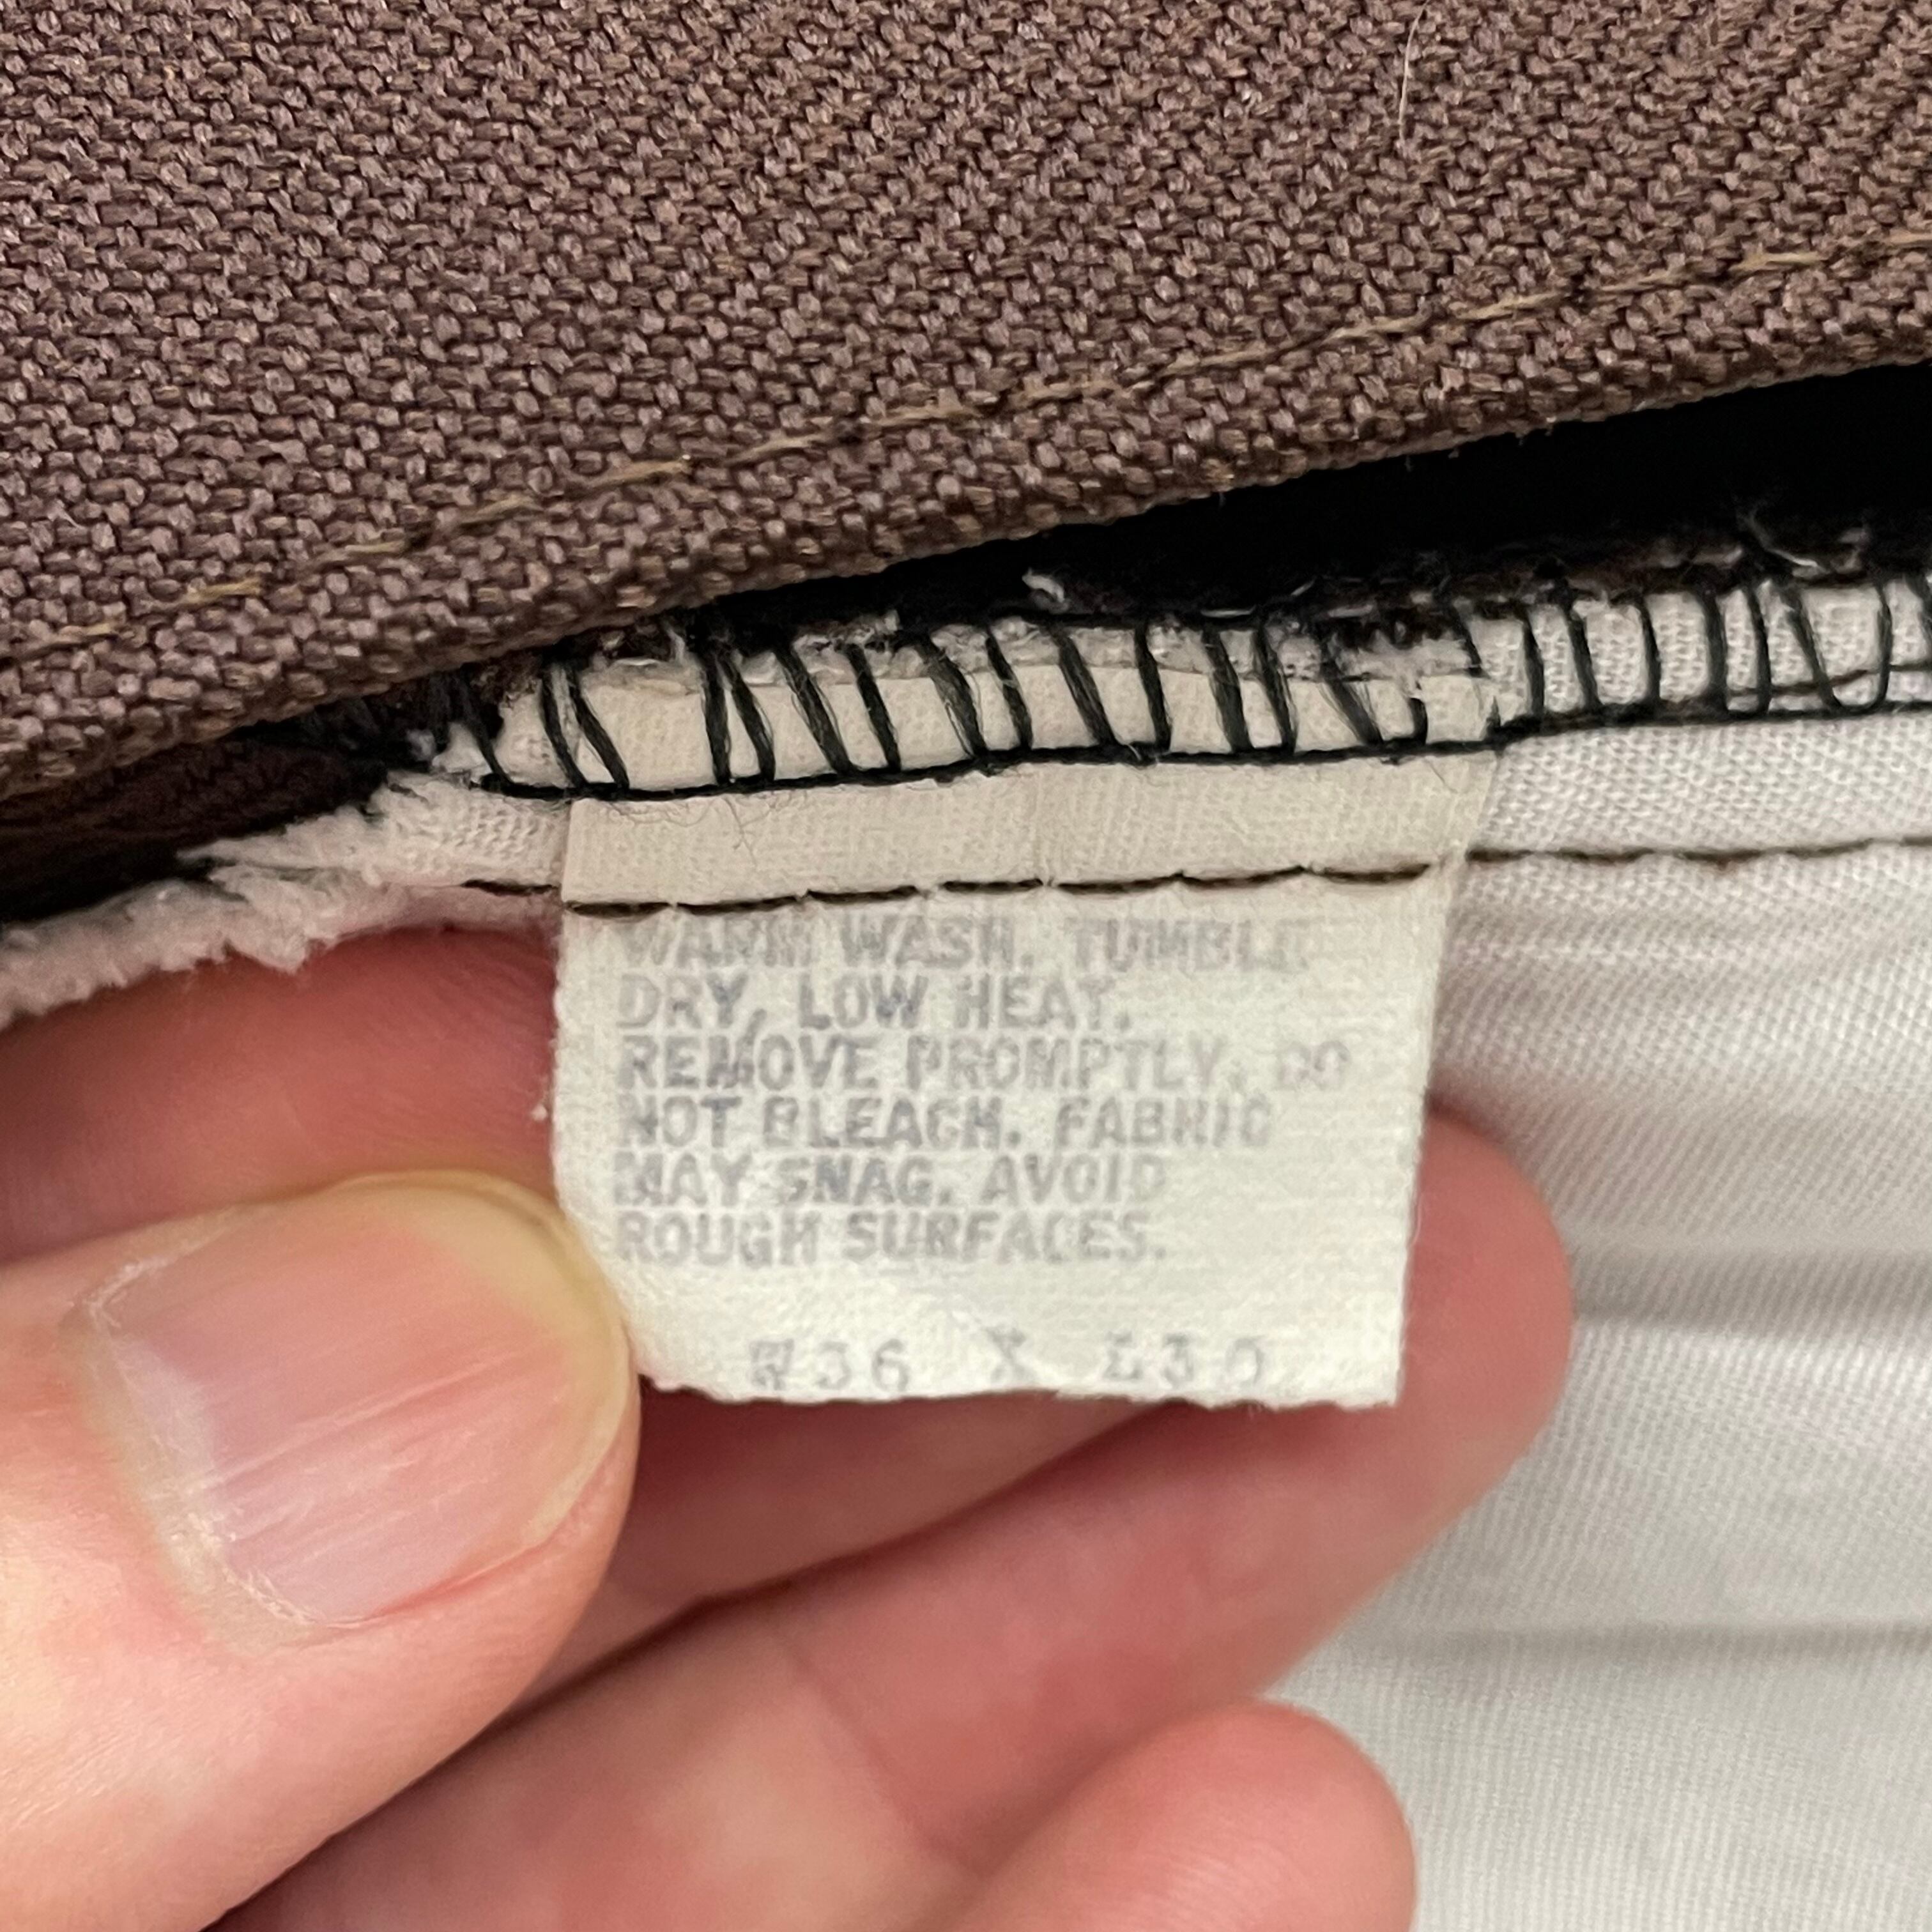 WARM WASH. TUMBLE
DRY, LOW HEAT.
REMOVE PROMPTLY. DO
NOT BLEACH. FABRIC
MAY SNAG. AVOID
ROUGH SURFACES.
W36 X L30